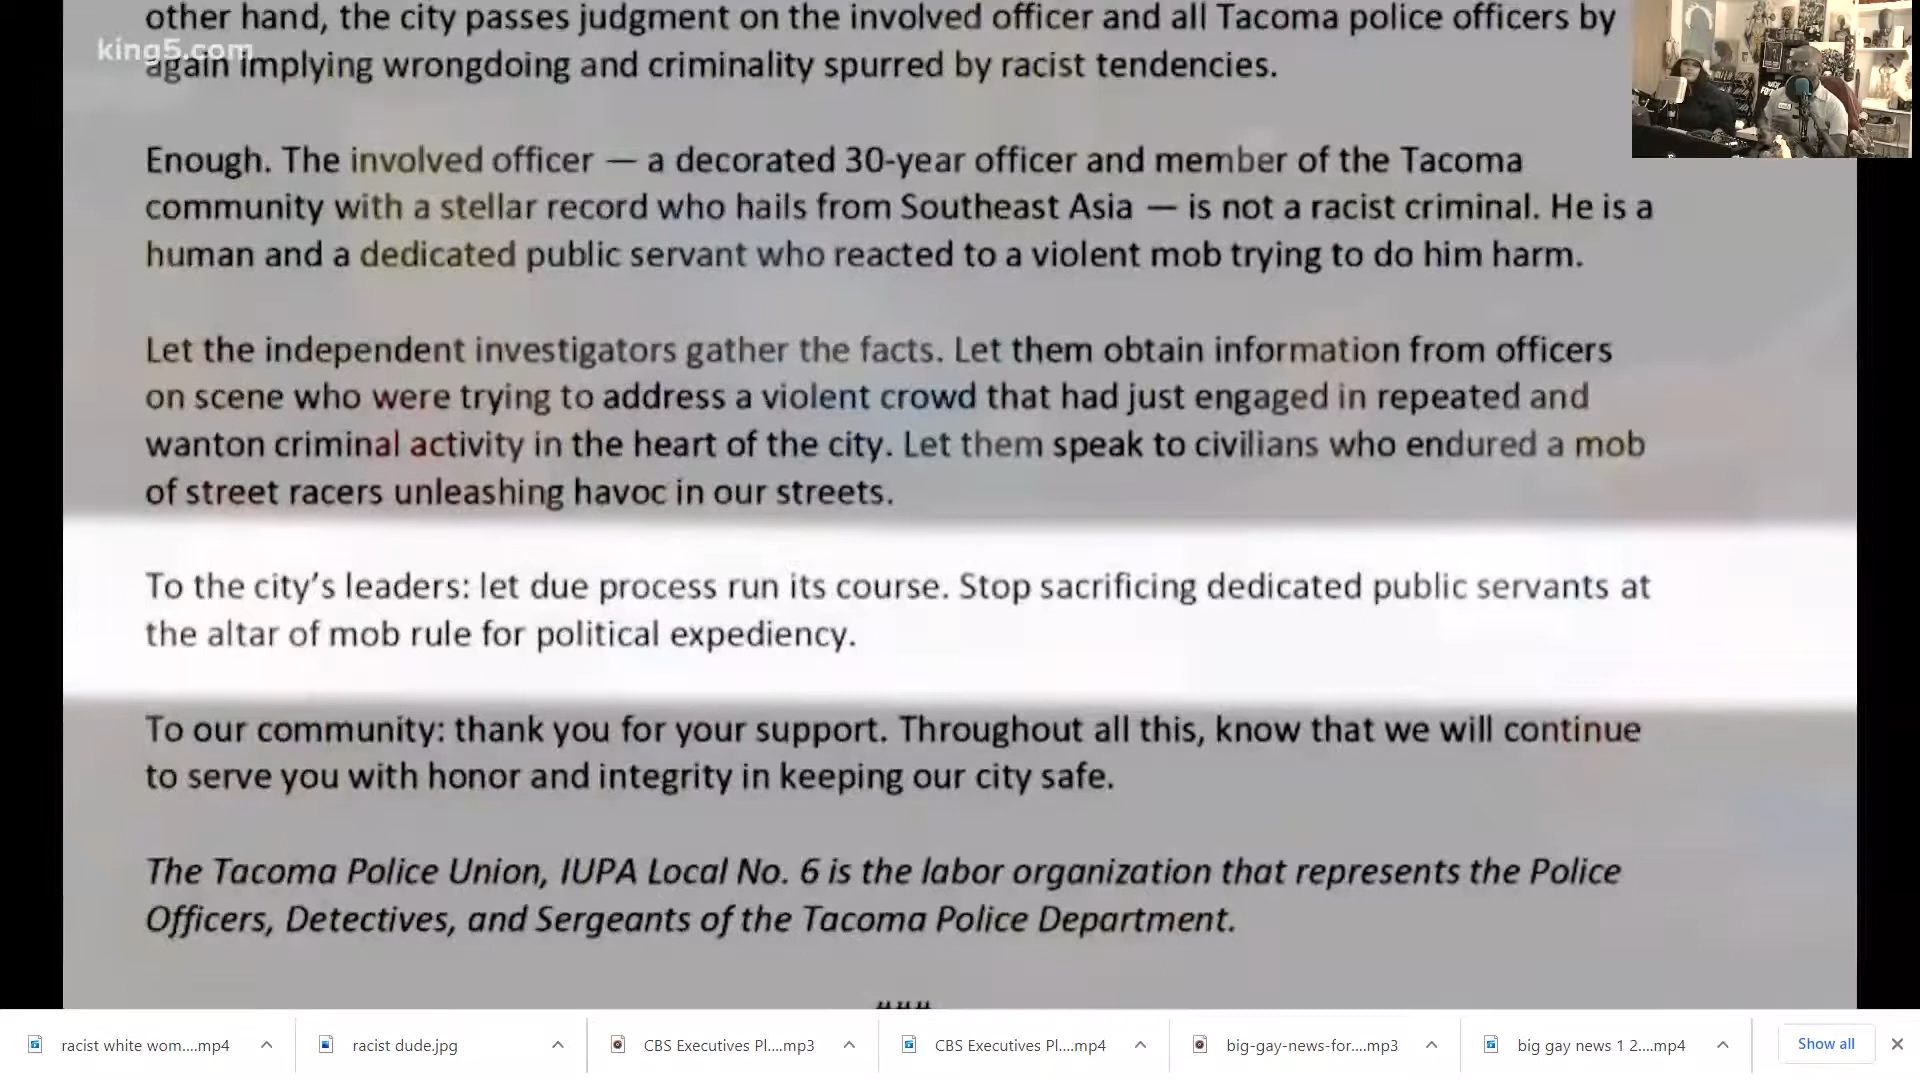 other hand, the city passes judgment on the involved officer and all Tacoma police officers by
king5.com
again implying wrongdoing and criminality spurred by racist tendencies.
Enough. The involved officer — a decorated 30-year officer and member of the Tacoma
community with a stellar record who hails from Southeast Asia — is not a racist criminal. He is a
human and a dedicated public servant who reacted to a violent mob trying to do him harm.
Let the independent investigators gather the facts. Let them obtain information from officers
on scene who were trying to address a violent crowd that had just engaged in repeated and
wanton criminal activity in the heart of the city. Let them speak to civilians who endured a mob
of street racers unleashing havoc in our streets.
To the city’s leaders: let due process run its course. Stop sacrificing dedicated public servants at
the altar of mob rule for political expediency.
To our community: thank you for your support. Throughout all this, know that we will continue
to serve you with honor and integrity in keeping our city safe.
The Tacoma Police Union, IUPA Local No. 6 is the labor organization that represents the Police
Officers, Detectives, and Sergeants of the Tacoma Police Department.
###
racist white wom....mp4
racist dude.jpg
CBS Executives Pl....mp3
CBS Executives Pl....mp4
big-gay-news-for....mp3
big gay news 1 2....mp4
Show all